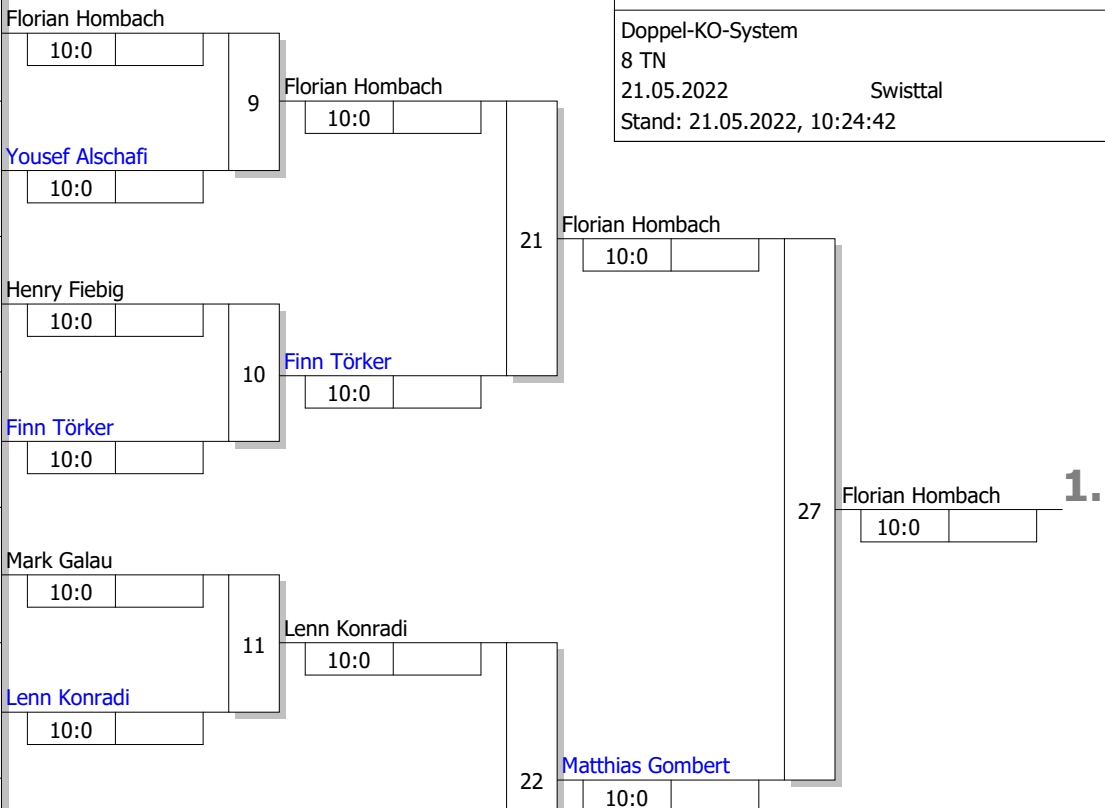 Florian Hombach
10:0
9
Yousef Alschafi
10:0
Henry Fiebig
10:0
10
Finn Törker
10:0
Mark Galau
10:0
11
Lenn Konradi
10:0
Florian Hombach
10:0
21
Finn Törker
10:0
Lenn Konradi
10:0
22
Florian Hombach
10:0
27
Matthias Gombert
10:0
Florian Hombach 1.
10:0
Doppel-KO-System
8 TN
21.05.2022 Swisttal
Stand: 21.05.2022, 10:24:42